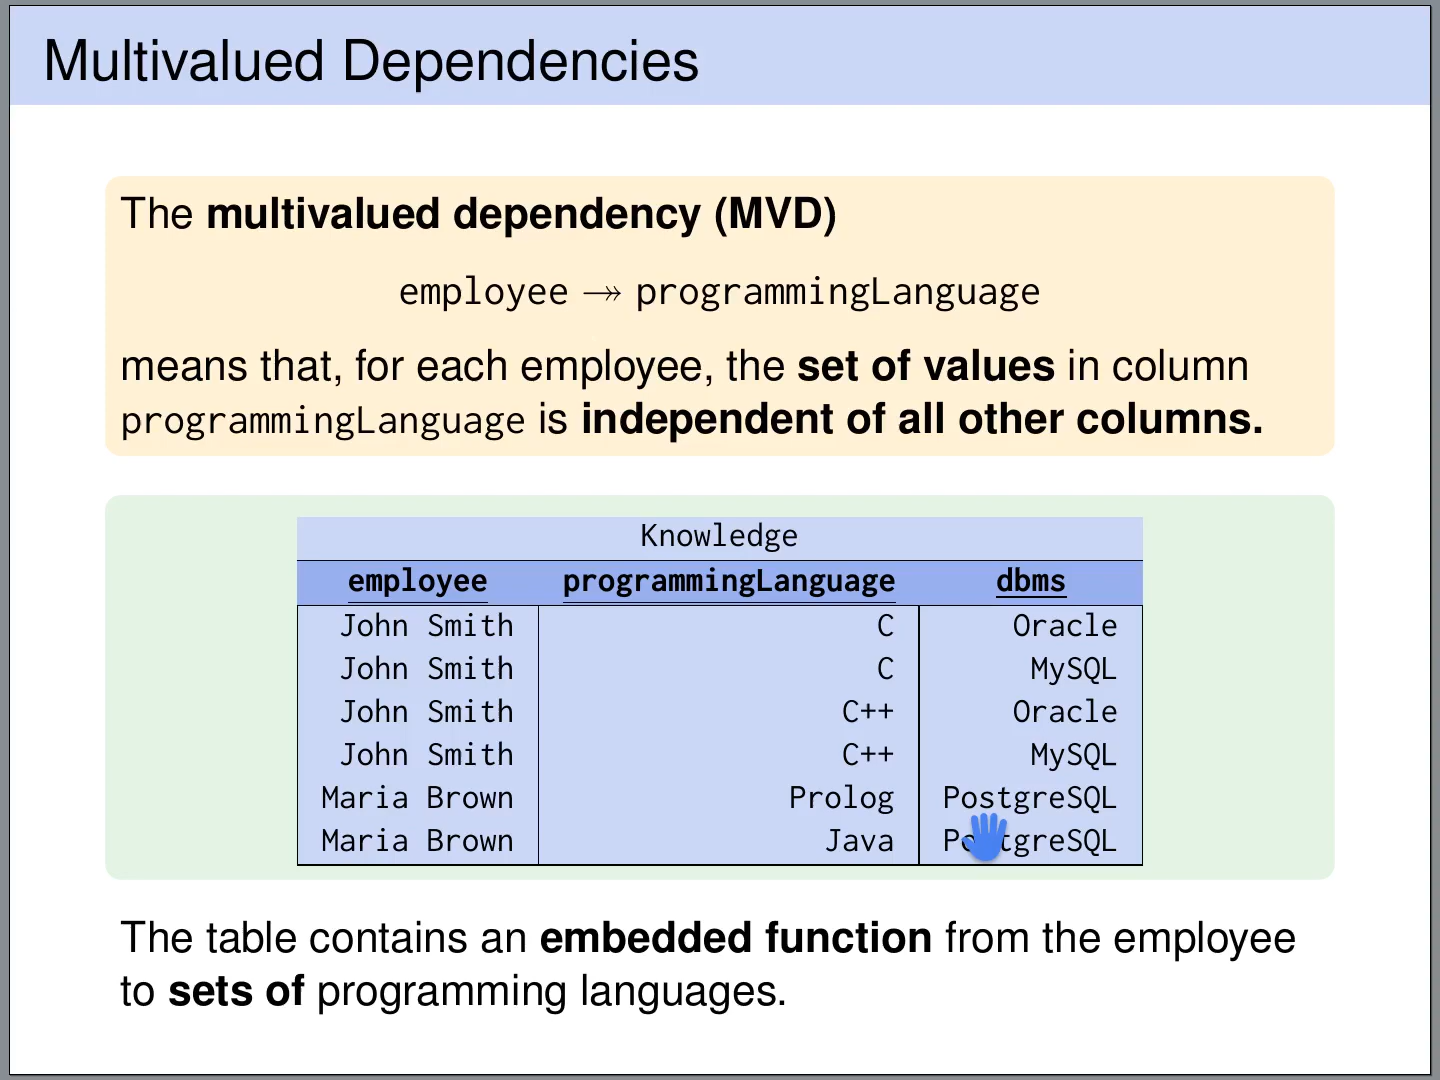 Multivalued Dependencies
The multivalued dependency (MVD)
employee ↠ programmingLanguage
means that, for each employee, the set of values in column
programmingLanguage is independent of all other columns.
Knowledge
employee programmingLanguage dbms
John Smith C Oracle
John Smith C MySQL
John Smith C++ Oracle
John Smith C++ MySQL
Maria Brown Prolog PostgreSQL
Maria Brown Java PostgreSQL
The table contains an embedded function from the employee
to sets of programming languages.